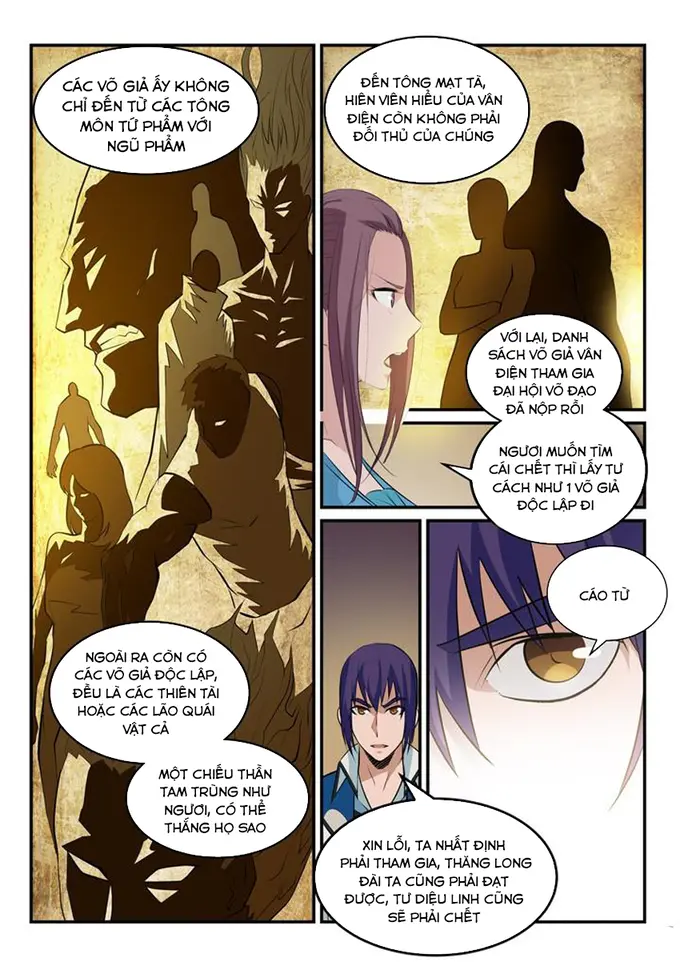 CÁC VÕ GIẢ ẤY KHÔNG
CHỈ ĐẾN TỪ CÁC TÔNG
MÔN TỨ PHẨM VỚI
NGŨ PHẨM
ĐẾN TÔNG MẠT TÀ,
HIÊN VIÊN HIỂU CỦA VÂN
ĐIỆN CÒN KHÔNG PHẢI
ĐỐI THỦ CỦA CHÚNG
VỚI LẠI, DANH
SÁCH VÕ GIẢ VÂN
ĐIỆN THAM GIA
ĐẠI HỘI VÕ ĐẠO
ĐÃ NỘP RỒI
NGƯƠI MUỐN TÌM
CÁI CHẾT THÌ LẤY TƯ
CÁCH NHƯ 1 VÕ GIẢ
ĐỘC LẬP ĐI
NGOÀI RA CÒN CÓ
CÁC VÕ GIẢ ĐỘC LẬP,
ĐỀU LÀ CÁC THIÊN TÀI
HOẶC CÁC LÃO QUÁI
VẬT CẢ
MỘT CHIẾU THẦN
TAM TRÙNG NHƯ
NGƯƠI, CÓ THỂ
THẮNG HỌ SAO
CÁO TỪ
XIN LỖI, TA NHẤT ĐỊNH
PHẢI THAM GIA, THĂNG LONG
ĐÀI TA CŨNG PHẢI ĐẠT
ĐƯỢC, TƯ DIỆU LINH CŨNG
SẼ PHẢI CHẾT